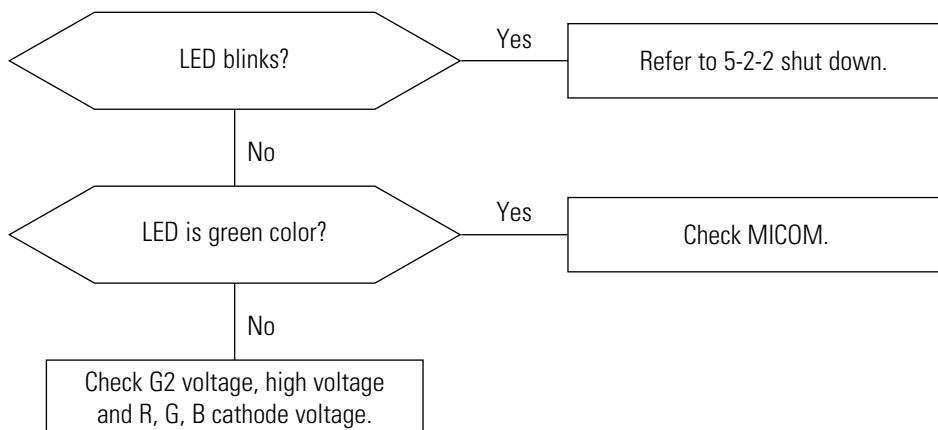 LED blinks?
Yes
Refer to 5-2-2 shut down.
No
LED is green color?
Yes
Check MICOM.
No
Check G2 voltage, high voltage
and R, G, B cathode voltage.